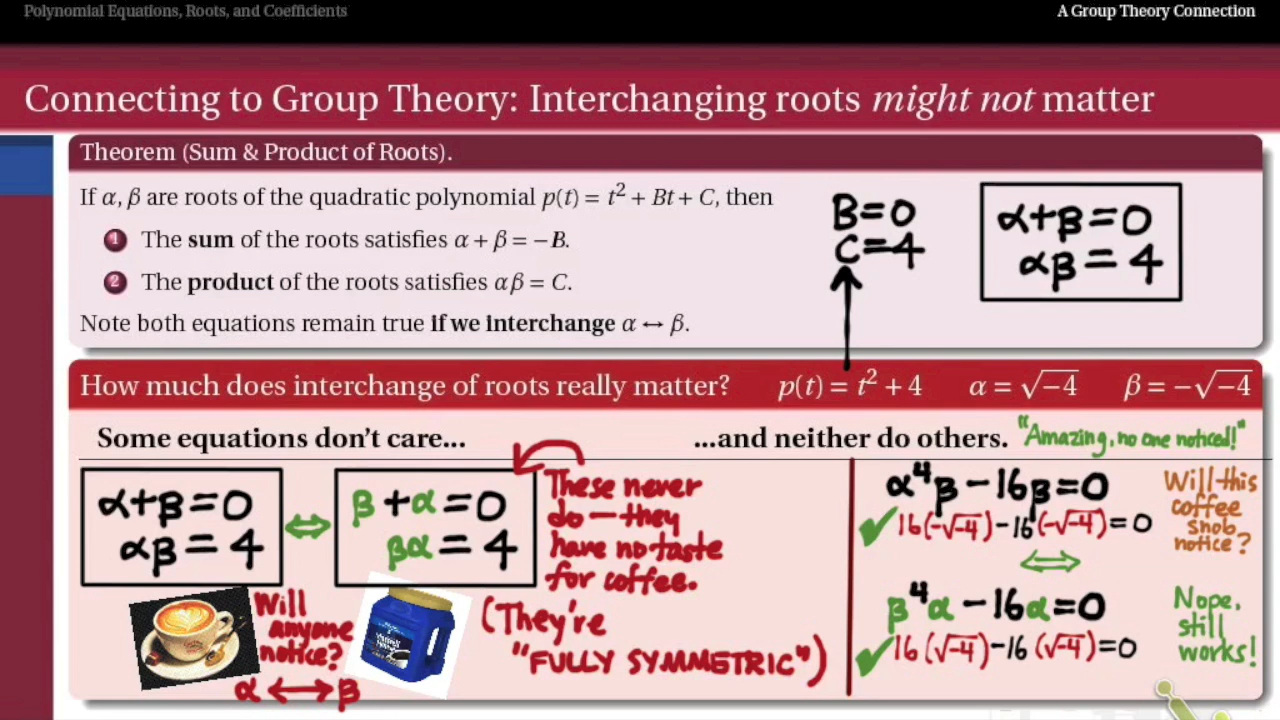 Polynomial Equations, Roots, and Coefficients
A Group Theory Connection
Connecting to Group Theory: Interchanging roots might not matter
Theorem (Sum & Product of Roots).
If α, β are roots of the quadratic polynomial p(t) = t² + Bt + C, then
1 The sum of the roots satisfies α + β = −B.
2 The product of the roots satisfies αβ = C.
Note both equations remain true if we interchange α ↔ β.
B=0
C=4
α+β=0
αβ=4
How much does interchange of roots really matter? p(t) = t² + 4 α = √−4 β = −√−4
Some equations don't care...
...and neither do others.
"Amazing, no one noticed!"
α+β=0
αβ=4
⇔
β+α=0
βα=4
These never
do—they
have no taste
for coffee.
(They're
"FULLY SYMMETRIC")
Will
anyone
notice?
α ↔ β
α⁴β−16β=0
✓ 16(−√−4)−16(−√−4)=0
⇔
β⁴α−16α=0
✓ 16(√−4)−16(√−4)=0
Will this
coffee
snob
notice?
Nope,
still
works!